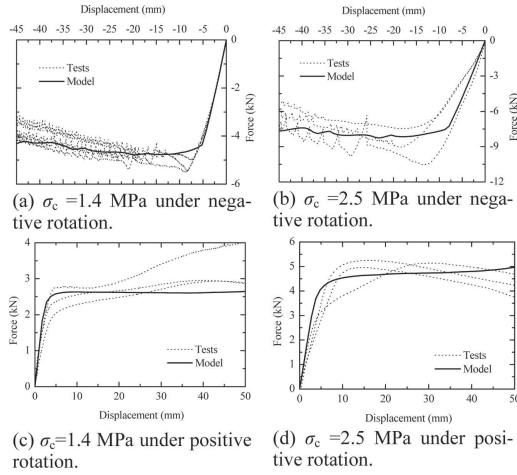 Displacement (mm)
-45 -40 -35 -30 -25 -20 -15 -10 -5 0
0
-2
-4
-6
Force (kN)
Tests
Model
(a) σc =1.4 MPa under nega-
tive rotation.
Displacement (mm)
-45 -40 -35 -30 -25 -20 -15 -10 -5 0
0
-3
-6
-9
-12
Force (kN)
Tests
Model
(b) σc =2.5 MPa under nega-
tive rotation.
4
3
2
1
0
Force (kN)
Tests
Model
0 10 20 30 40 50
Displacement (mm)
(c) σc=1.4 MPa under positive
rotation.
6
5
4
3
2
1
0
Force (kN)
Tests
Model
0 10 20 30 40 50
Displacement (mm)
(d) σc =2.5 MPa under posi-
tive rotation.